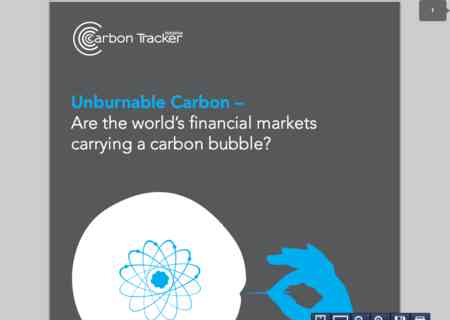 Carbon Tracker
Unburnable Carbon –
Are the world's financial markets
carrying a carbon bubble?